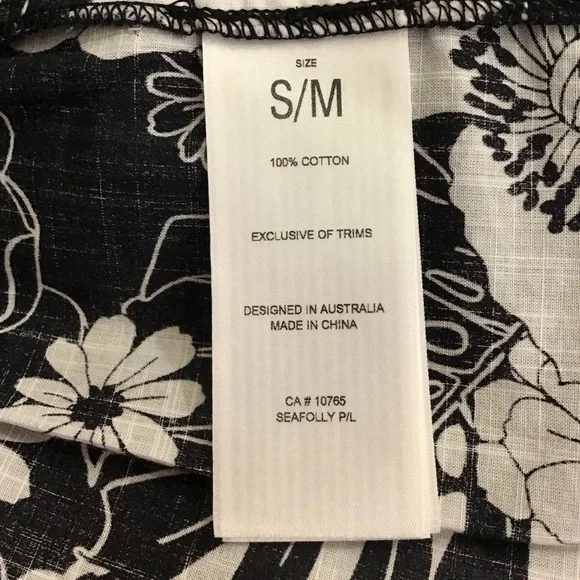 SIZE
S/M
100% COTTON
EXCLUSIVE OF TRIMS
DESIGNED IN AUSTRALIA
MADE IN CHINA
CA # 10765
SEAFOLLY P/L